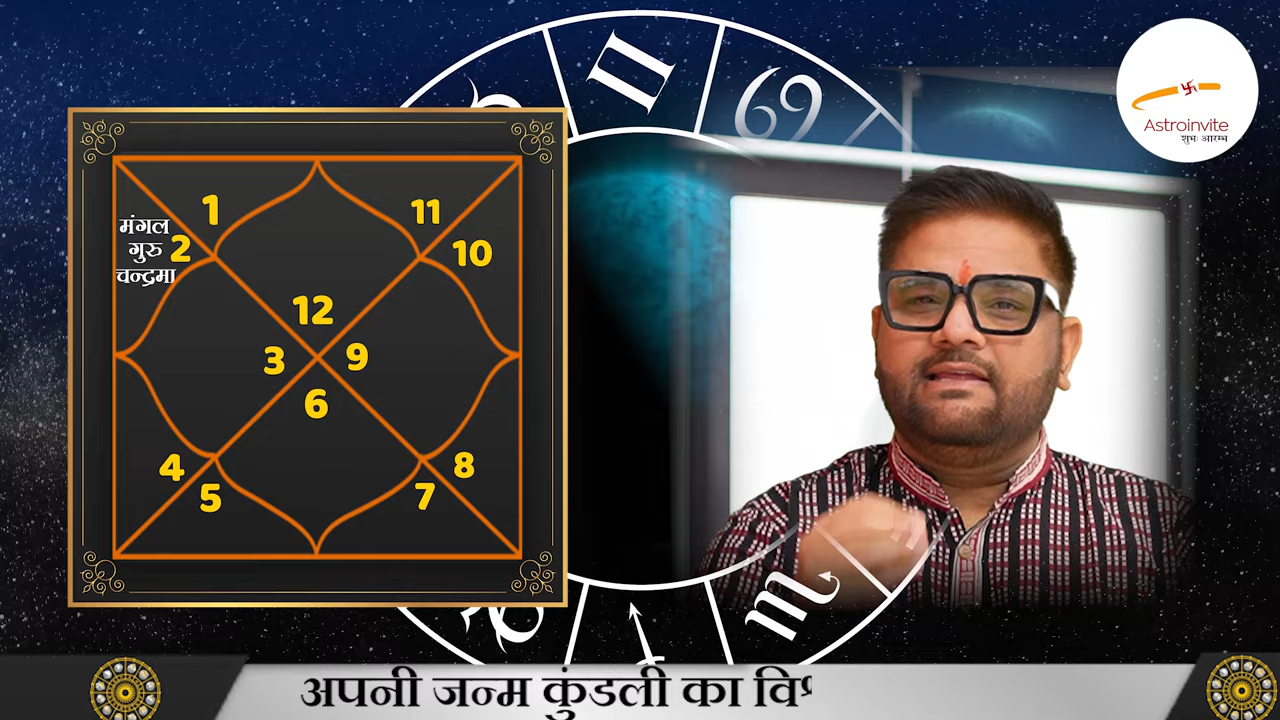 Astroinvite
शुभः आरम्भ
1
11
मंगल
गुरु 2
चन्द्रमा
10
12
3
9
6
4
8
5
7
अपनी जन्म कुंडली का